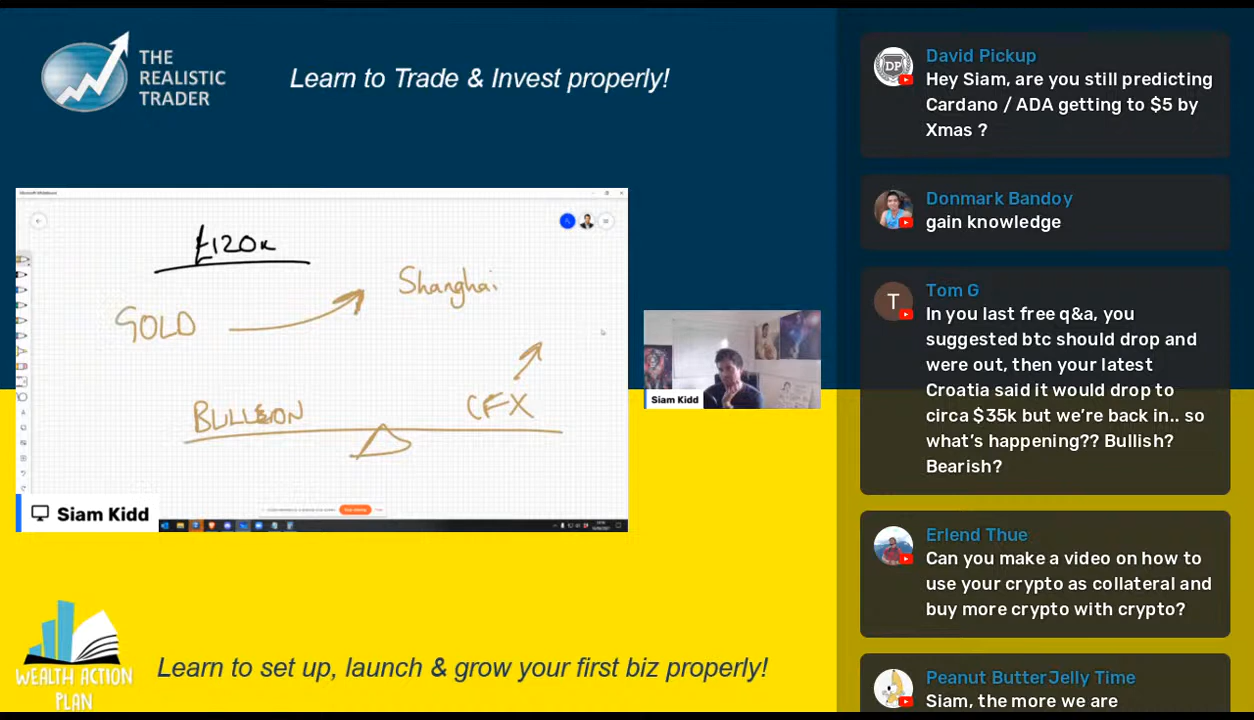 THE
REALISTIC
TRADER
Learn to Trade & Invest properly!
£120k
GOLD
Shanghai
BULLION
CFX
Siam Kidd
Siam Kidd
WEALTH ACTION
PLAN
Learn to set up, launch & grow your first biz properly!
David Pickup
Hey Siam, are you still predicting
Cardano / ADA getting to $5 by
Xmas ?
Donmark Bandoy
gain knowledge
T
Tom G
In you last free q&a, you
suggested btc should drop and
were out, then your latest
Croatia said it would drop to
circa $35k but we're back in.. so
what's happening?? Bullish?
Bearish?
Erlend Thue
Can you make a video on how to
use your crypto as collateral and
buy more crypto with crypto?
Peanut ButterJelly Time
Siam, the more we are